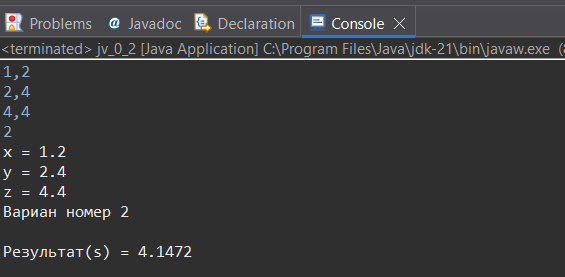 Problems Javadoc Declaration Console
<terminated> jv_0_2 [Java Application] C:\Program Files\Java\jdk-21\bin\javaw.exe (
1,2
2,4
4,4
2
x = 1.2
y = 2.4
z = 4.4
Вариан номер 2
Результат(s) = 4.1472